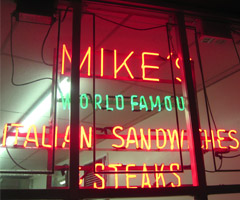 MIKE'S
WORLD FAMOU
ITALIAN SANDWICHES
& STEAKS